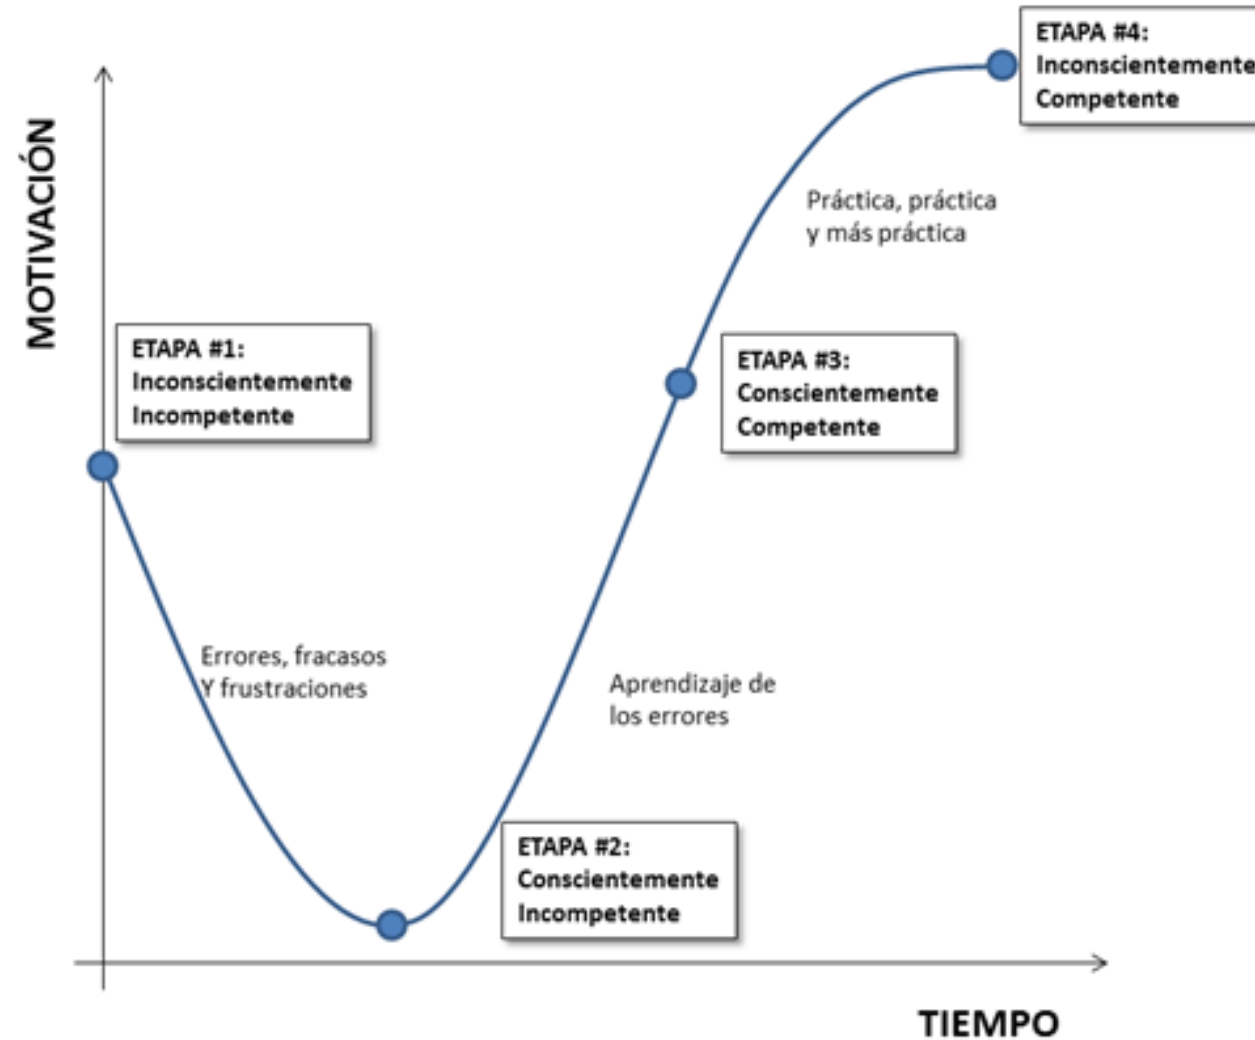 ETAPA #4:
Inconscientemente
Competente
MOTIVACIÓN
Práctica, práctica
y más práctica
ETAPA #1:
Inconscientemente
Incompetente
ETAPA #3:
Conscientemente
Competente
Errores, fracasos
Y frustraciones
Aprendizaje de
los errores
ETAPA #2:
Conscientemente
Incompetente
TIEMPO